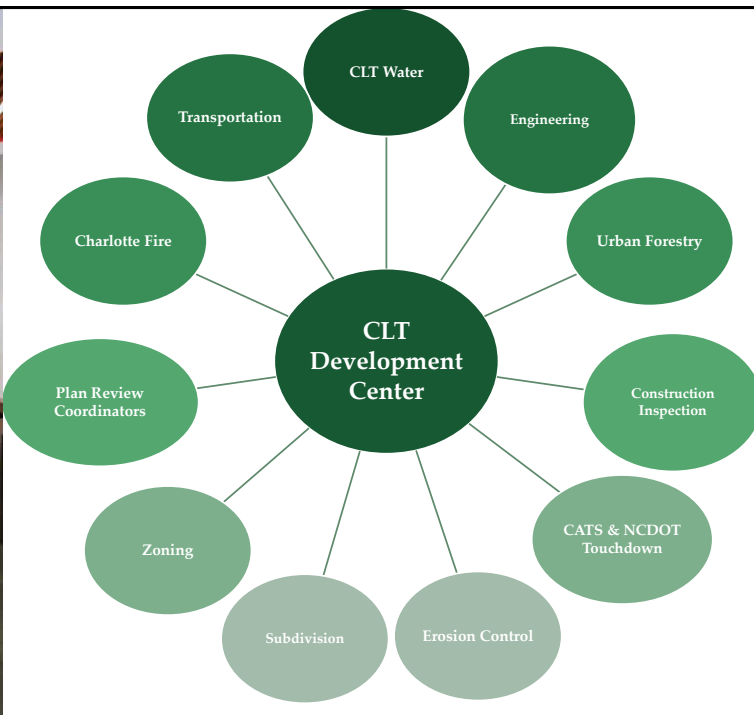 CLT Water
Transportation
Engineering
Charlotte Fire
Urban Forestry
CLT
Development
Center
Plan Review
Coordinators
Construction
Inspection
CATS & NCDOT
Touchdown
Zoning
Subdivision
Erosion Control